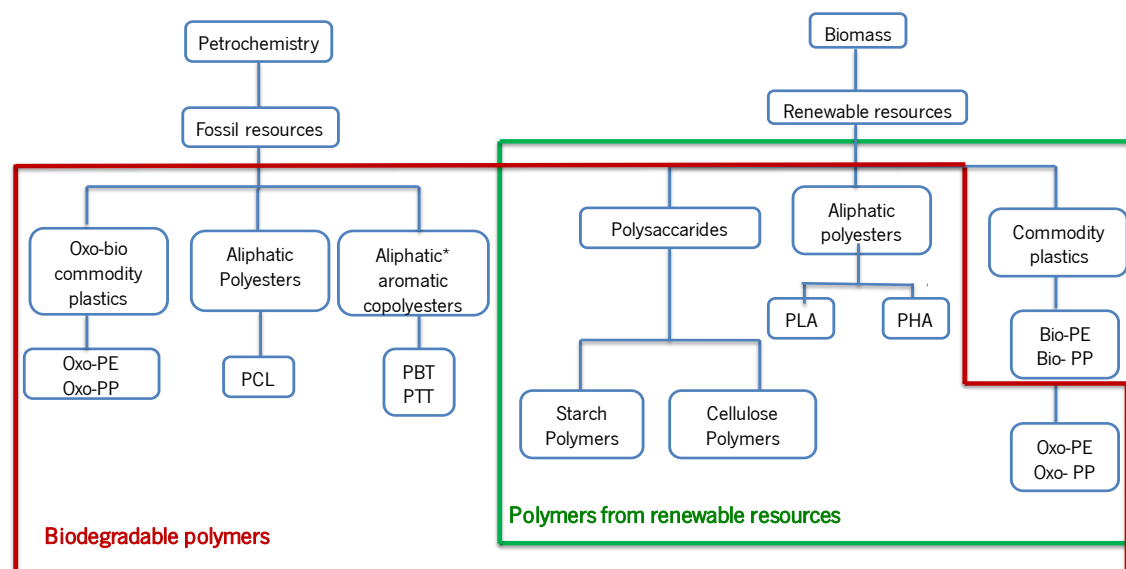 Petrochemistry
Biomass
Fossil resources
Renewable resources
Oxo-bio
commodity
plastics
Aliphatic
Polyesters
Aliphatic*
aromatic
copolyesters
Polysaccarides
Aliphatic
polyesters
Commodity
plastics
Oxo-PE
Oxo-PP
PCL
PBT
PTT
PLA
PHA
Bio-PE
Bio- PP
Starch
Polymers
Cellulose
Polymers
Oxo-PE
Oxo- PP
Biodegradable polymers
Polymers from renewable resources